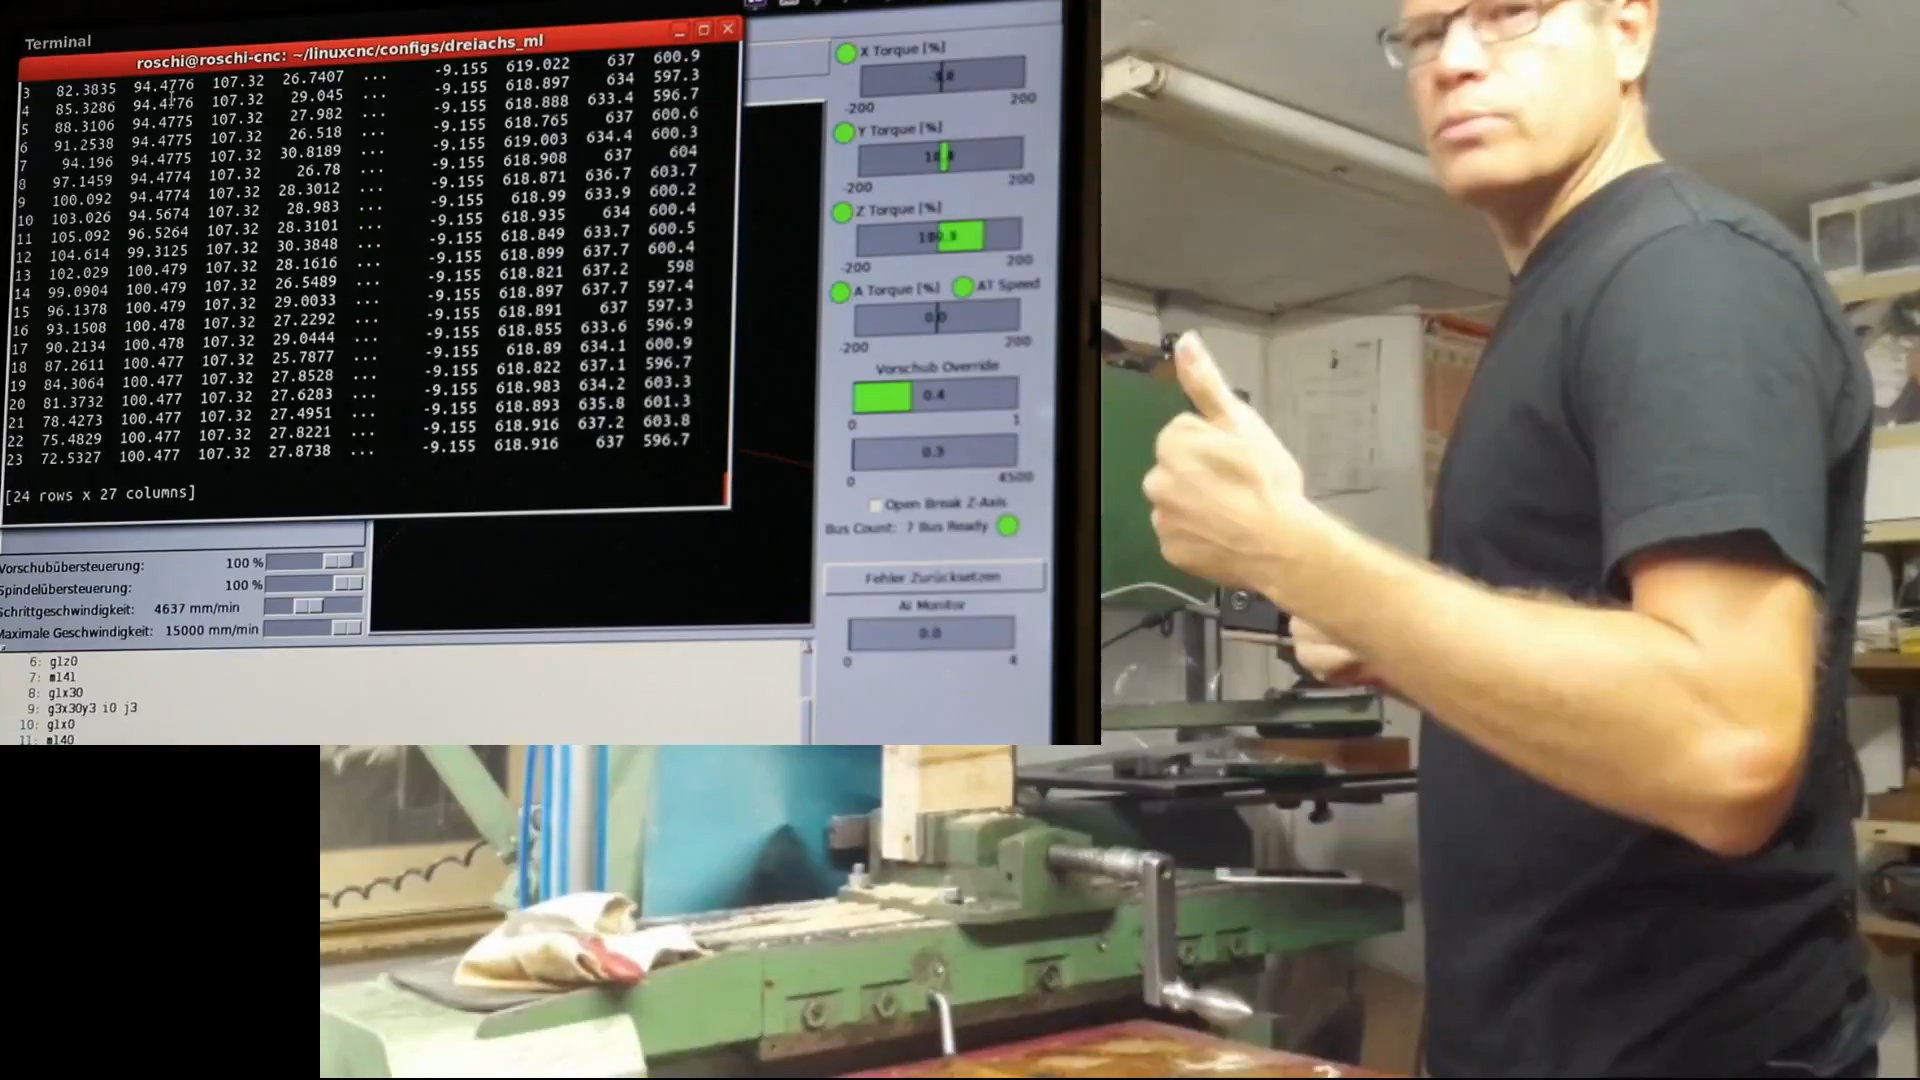 Terminal
roschi@roschi-cnc: ~/linuxcnc/configs/dreiachs_ml
3 82.3835 94.4776 107.32 26.7407 ... -9.155 619.022 637 600.9
4 85.3286 94.4776 107.32 29.045 ... -9.155 618.897 634 597.3
5 88.3106 94.4775 107.32 27.982 ... -9.155 618.888 633.4 596.7
6 91.2538 94.4775 107.32 26.518 ... -9.155 618.765 637 600.6
7 94.196 94.4775 107.32 30.8189 ... -9.155 619.003 634.4 600.3
8 97.1459 94.4774 107.32 26.78 ... -9.155 618.908 637 604
9 100.092 94.4774 107.32 28.3012 ... -9.155 618.871 636.7 603.7
10 103.026 94.5674 107.32 28.983 ... -9.155 618.99 633.9 600.2
11 105.092 96.5264 107.32 28.3101 ... -9.155 618.935 634 600.4
12 104.614 99.3125 107.32 30.3848 ... -9.155 618.849 633.7 600.5
13 102.029 100.479 107.32 28.1616 ... -9.155 618.899 637.7 600.4
14 99.0904 100.479 107.32 26.5489 ... -9.155 618.821 637.2 598
15 96.1378 100.479 107.32 29.0033 ... -9.155 618.897 637.7 597.4
16 93.1508 100.478 107.32 27.2292 ... -9.155 618.891 637 597.3
17 90.2134 100.478 107.32 29.0444 ... -9.155 618.855 633.6 596.9
18 87.2611 100.477 107.32 25.7877 ... -9.155 618.89 634.1 600.9
19 84.3064 100.477 107.32 27.8528 ... -9.155 618.822 637.1 596.7
20 81.3732 100.477 107.32 27.6283 ... -9.155 618.983 634.2 603.3
21 78.4273 100.477 107.32 27.4951 ... -9.155 618.893 635.8 601.3
22 75.4829 100.477 107.32 27.8221 ... -9.155 618.916 637.2 603.8
23 72.5327 100.477 107.32 27.8738 ... -9.155 618.916 637 596.7
[24 rows x 27 columns]
Vorschubübersteuerung: 100 %
Spindelübersteuerung: 100 %
Schrittgeschwindigkeit: 4637 mm/min
Maximale Geschwindigkeit: 15000 mm/min
6: g1z0
7: m141
8: g1x30
9: g3x30y3 i0 j3
10: g1x0
11: m140
X Torque [%]
-200 200
Y Torque [%]
-200 200
Z Torque [%]
-200 200
A Torque [%] AT Speed
0.0
-200 200
Vorschub Override
0.4
0 1
0.3
0 4500
Open Break Z-Axis
Bus Count: 7 Bus Ready
Fehler Zurücksetzen
AI Monitor
0.0
0 4